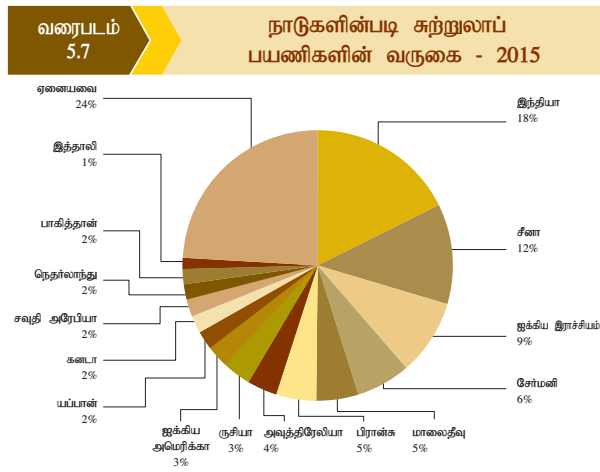 வரைபடம்
5.7
நாடுகளின்படி சுற்றுலாப்
பயணிகளின் வருகை - 2015
ஏனையவை
24%
இந்தியா
18%
இத்தாலி
1%
சீனா
12%
பாகித்தான்
2%
நெதர்லாந்து
2%
சவுதி அரேபியா
2%
ஐக்கிய இராச்சியம்
9%
கனடா
2%
சேர்மனி
6%
யப்பான்
2%
ஐக்கிய
அமெரிக்கா
3%
ருசியா
3%
அவுத்திரேலியா
4%
பிரான்சு
5%
மாலைதீவு
5%